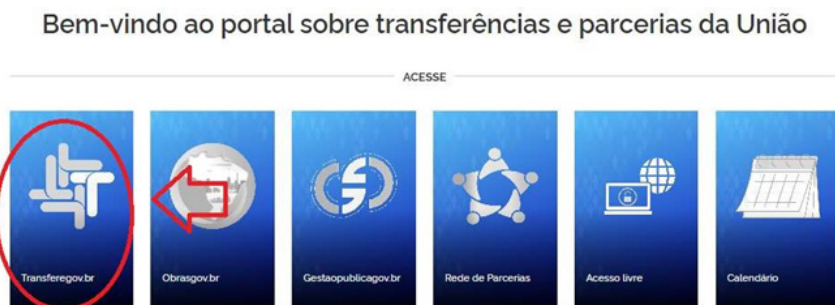 Bem-vindo ao portal sobre transferências e parcerias da União
ACESSE
Transferegov.br
Obrasgov.br
Gestaopublicagov.br
Rede de Parcerias
Acesso livre
Calendário